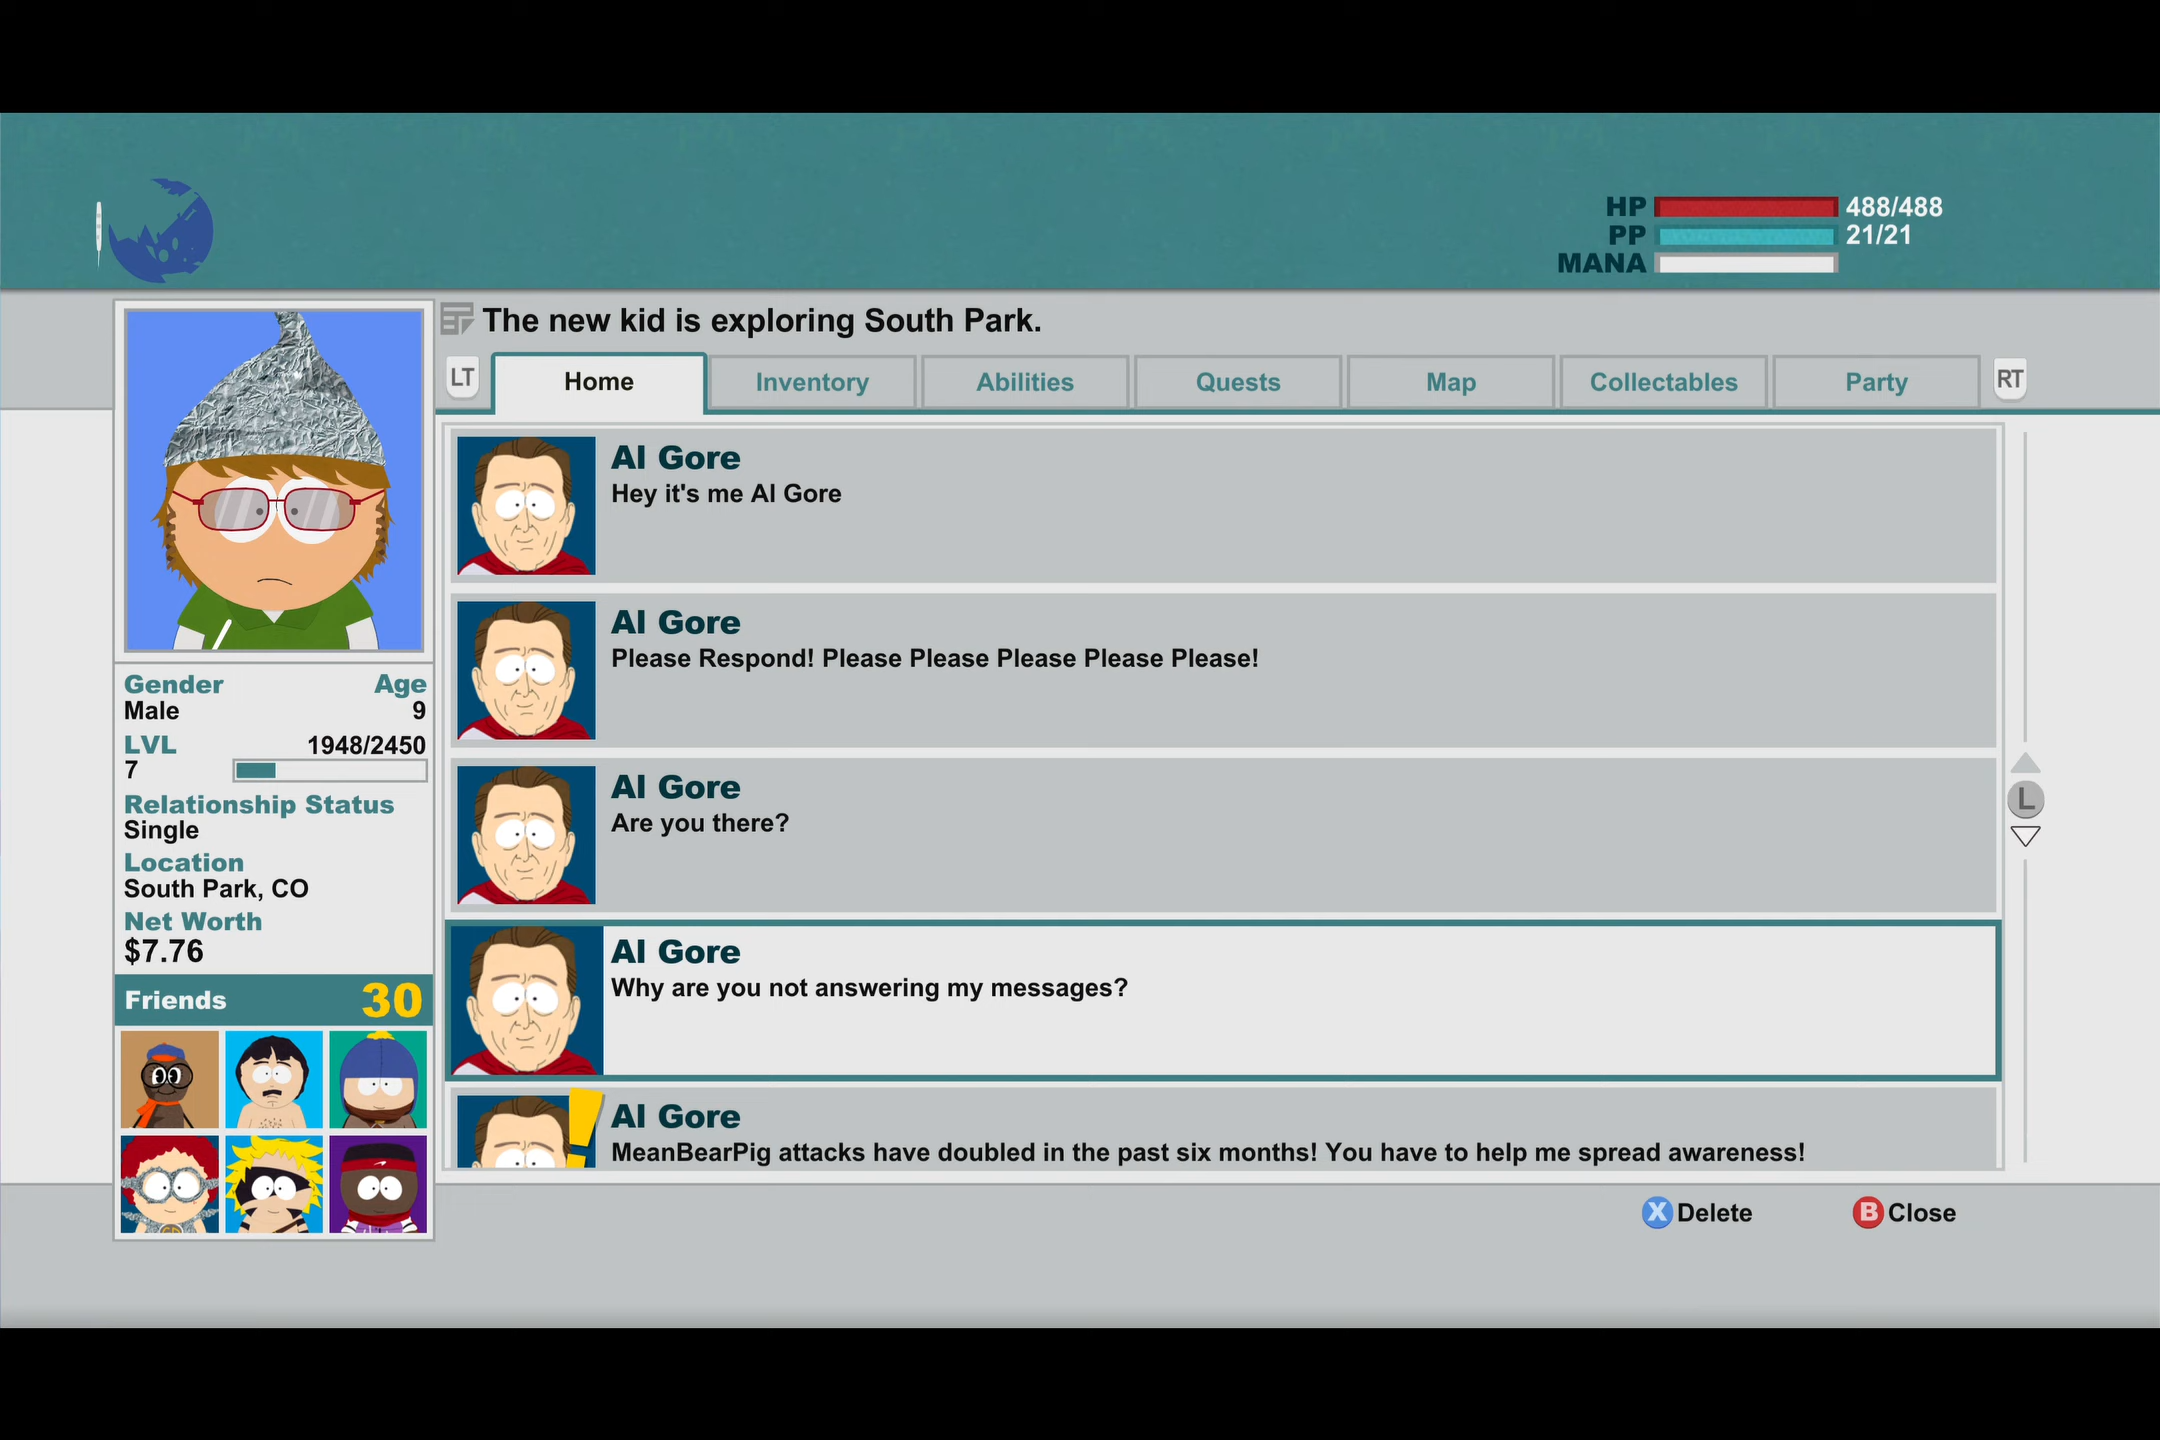 HP 488/488
PP 21/21
MANA
The new kid is exploring South Park.
LT Home Inventory Abilities Quests Map Collectables Party RT
Gender Age
Male 9
LVL 1948/2450
7
Relationship Status
Single
Location
South Park, CO
Net Worth
$7.76
Friends 30
Al Gore
Hey it's me Al Gore
Al Gore
Please Respond! Please Please Please Please Please!
Al Gore
Are you there?
L
Al Gore
Why are you not answering my messages?
Al Gore
MeanBearPig attacks have doubled in the past six months! You have to help me spread awareness!
X Delete B Close